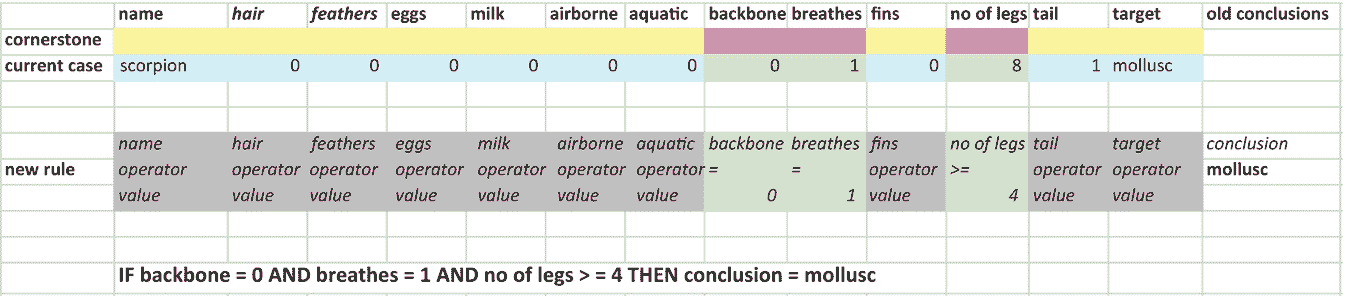 name hair feathers eggs milk airborne aquatic backbone breathes fins no of legs tail target old conclusions
cornerstone
current case scorpion 0 0 0 0 0 0 0 1 0 8 1 mollusc
name hair feathers eggs milk airborne aquatic backbone breathes fins no of legs tail target conclusion
new rule operator operator operator operator operator operator operator = = operator >= operator operator mollusc
value value value value value value value 0 1 value 4 value value
IF backbone = 0 AND breathes = 1 AND no of legs > = 4 THEN conclusion = mollusc